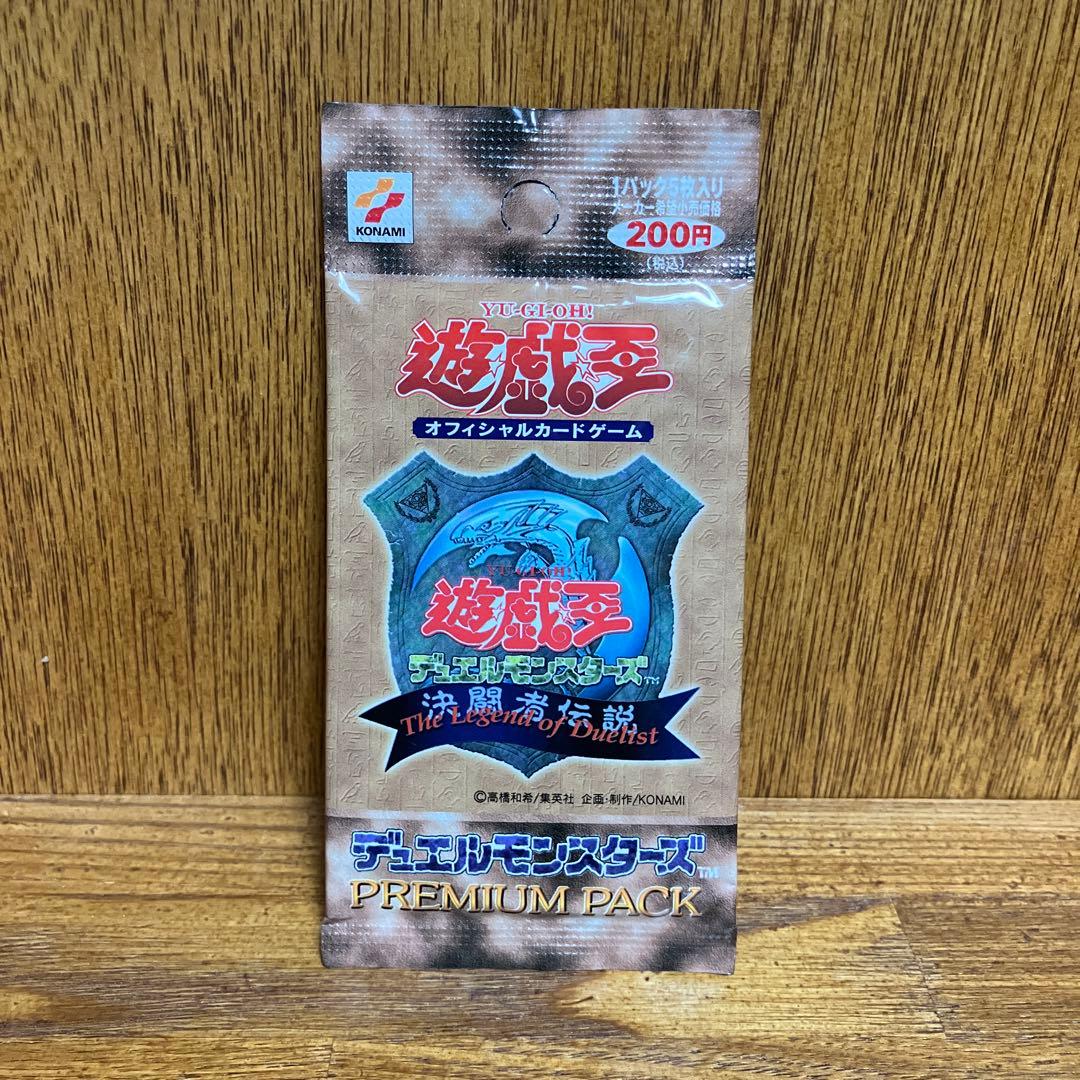 KONAMI
1パック5枚入り
メーカー希望小売価格
200円
(税込)
YU-GI-OH!
遊戯王
オフィシャルカードゲーム
YU-GI-OH!
遊戯王
デュエルモンスターズ™
決闘者伝説
The Legend of Duelist
©高橋和希/集英社 企画・制作/KONAMI
デュエルモンスターズ™
PREMIUM PACK